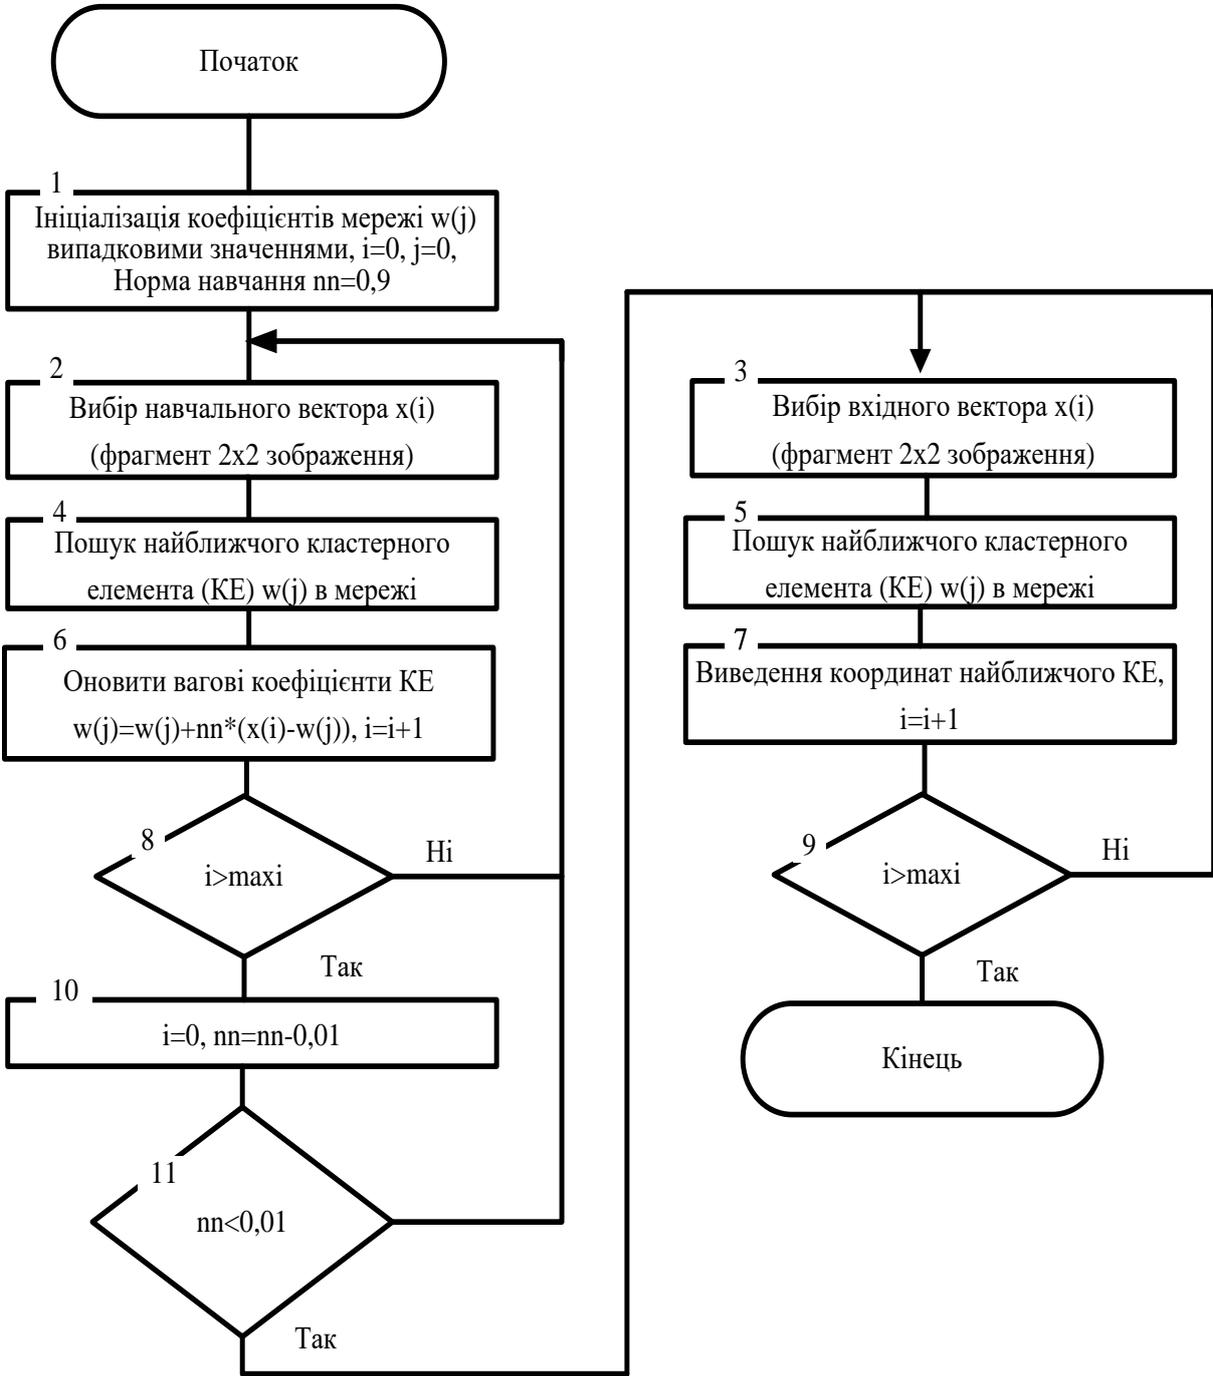 Початок
1
Ініціалізація коефіцієнтів мережі w(j)
випадковими значеннями, i=0, j=0,
Норма навчання nn=0,9
2
Вибір навчального вектора x(i)
(фрагмент 2x2 зображення)
4
Пошук найближчого кластерного
елемента (КЕ) w(j) в мережі
6
Оновити вагові коефіцієнти КЕ
w(j)=w(j)+nn*(x(i)-w(j)), i=i+1
8
i>maxi
Ні
Так
10
i=0, nn=nn-0,01
11
nn<0,01
Так
3
Вибір вхідного вектора x(i)
(фрагмент 2x2 зображення)
5
Пошук найближчого кластерного
елемента (КЕ) w(j) в мережі
7
Виведення координат найближчого КЕ,
i=i+1
9
i>maxi
Ні
Так
Кінець